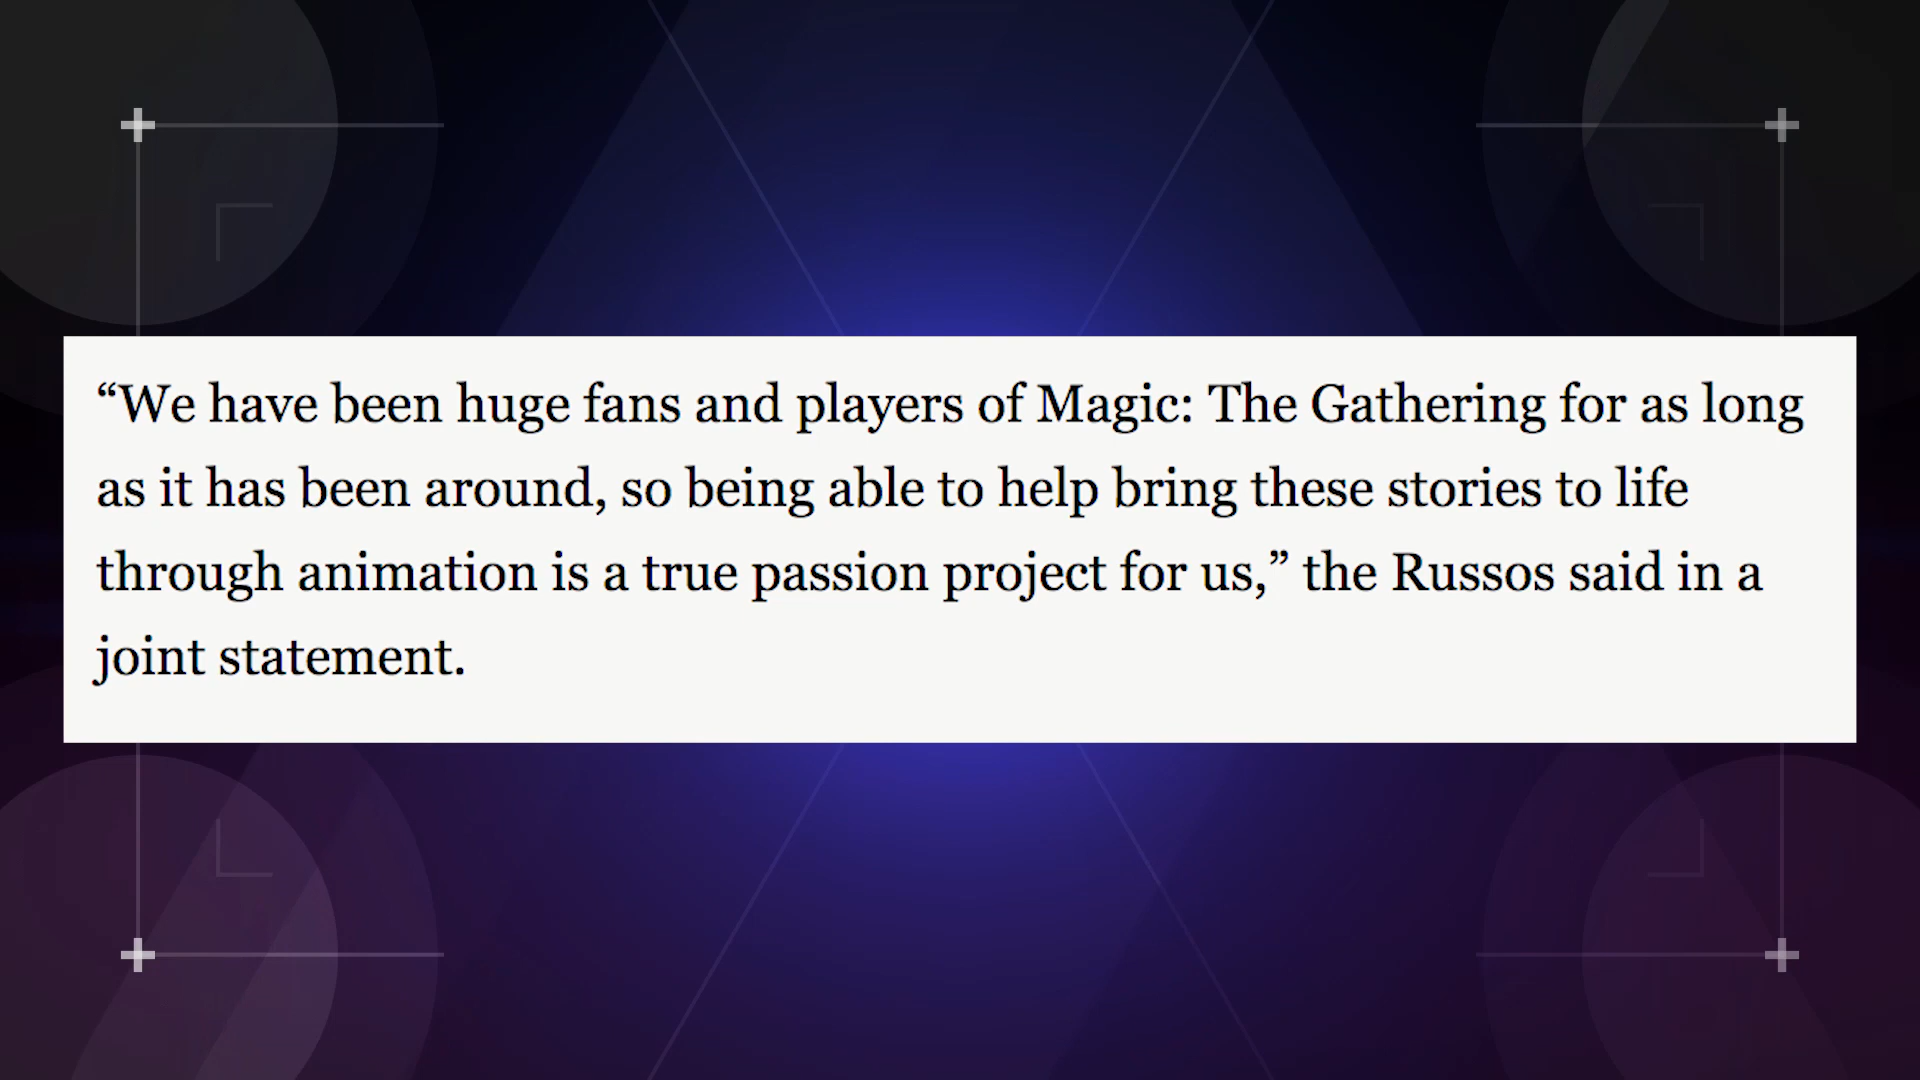 “We have been huge fans and players of Magic: The Gathering for as long
as it has been around, so being able to help bring these stories to life
through animation is a true passion project for us,” the Russos said in a
joint statement.